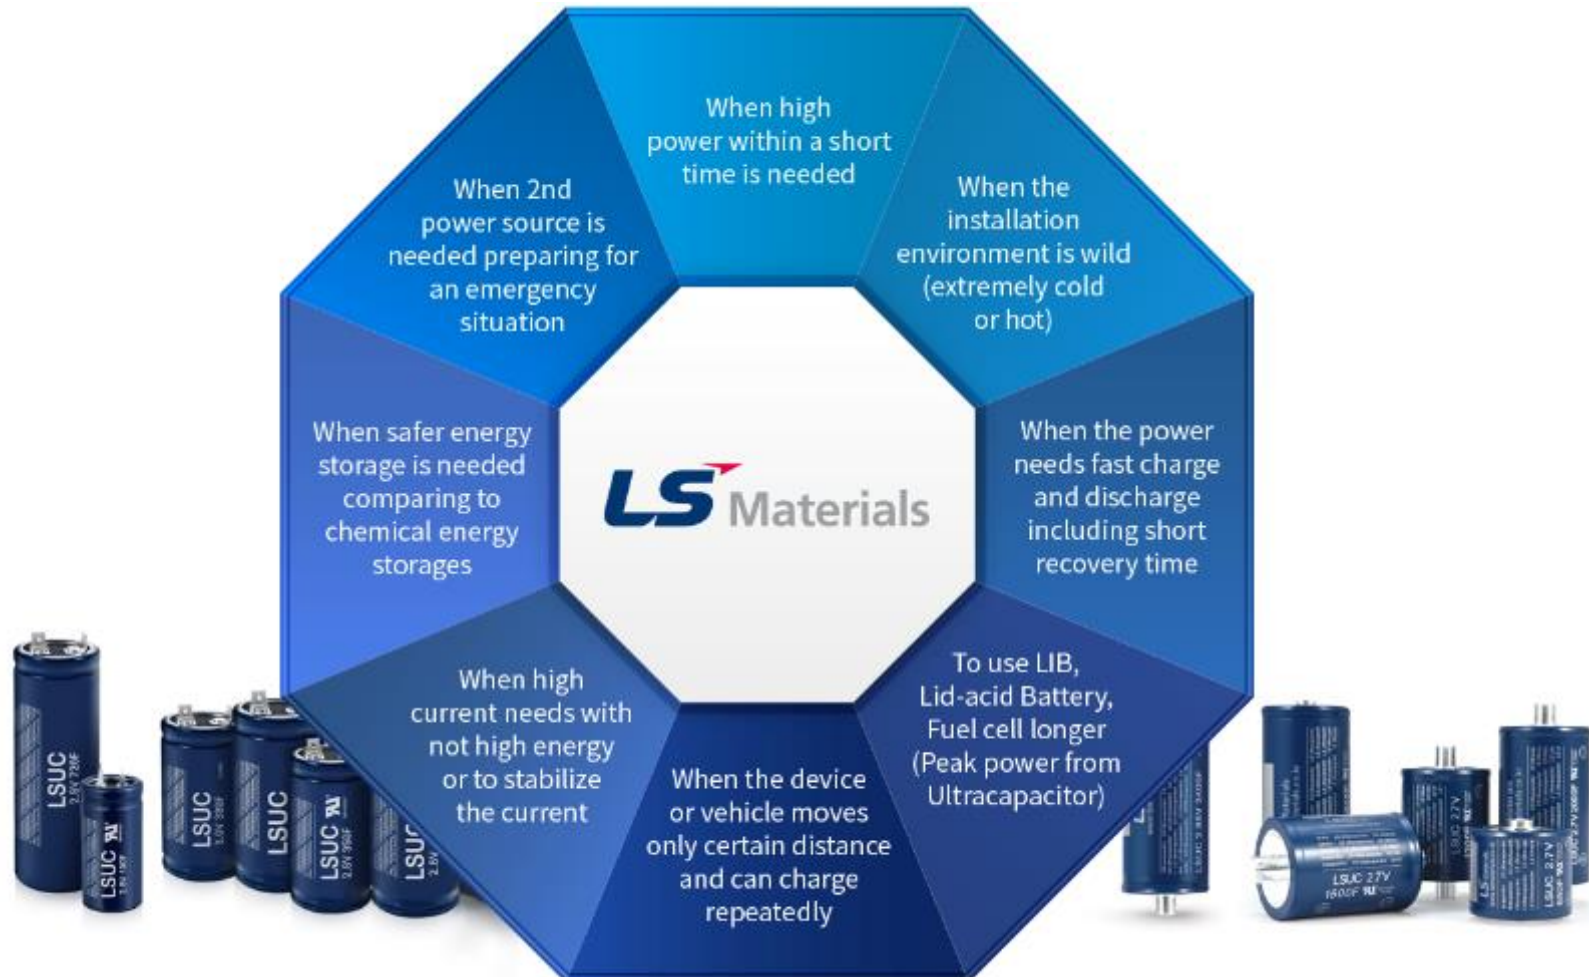 When high
power within a short
time is needed
When the
installation
environment is wild
(extremely cold
or hot)
When the power
needs fast charge
and discharge
including short
recovery time
To use LIB,
Lid-acid Battery,
Fuel cell longer
(Peak power from
Ultracapacitor)
When the device
or vehicle moves
only certain distance
and can charge
repeatedly
When high
current needs with
not high energy
or to stabilize
the current
When safer energy
storage is needed
comparing to
chemical energy
storages
When 2nd
power source is
needed preparing for
an emergency
situation
LS Materials
LSUC
LSUC
LSUC
LSUC
LSUC
LSUC
LSUC 2.7V
LSUC 2.7V
LS